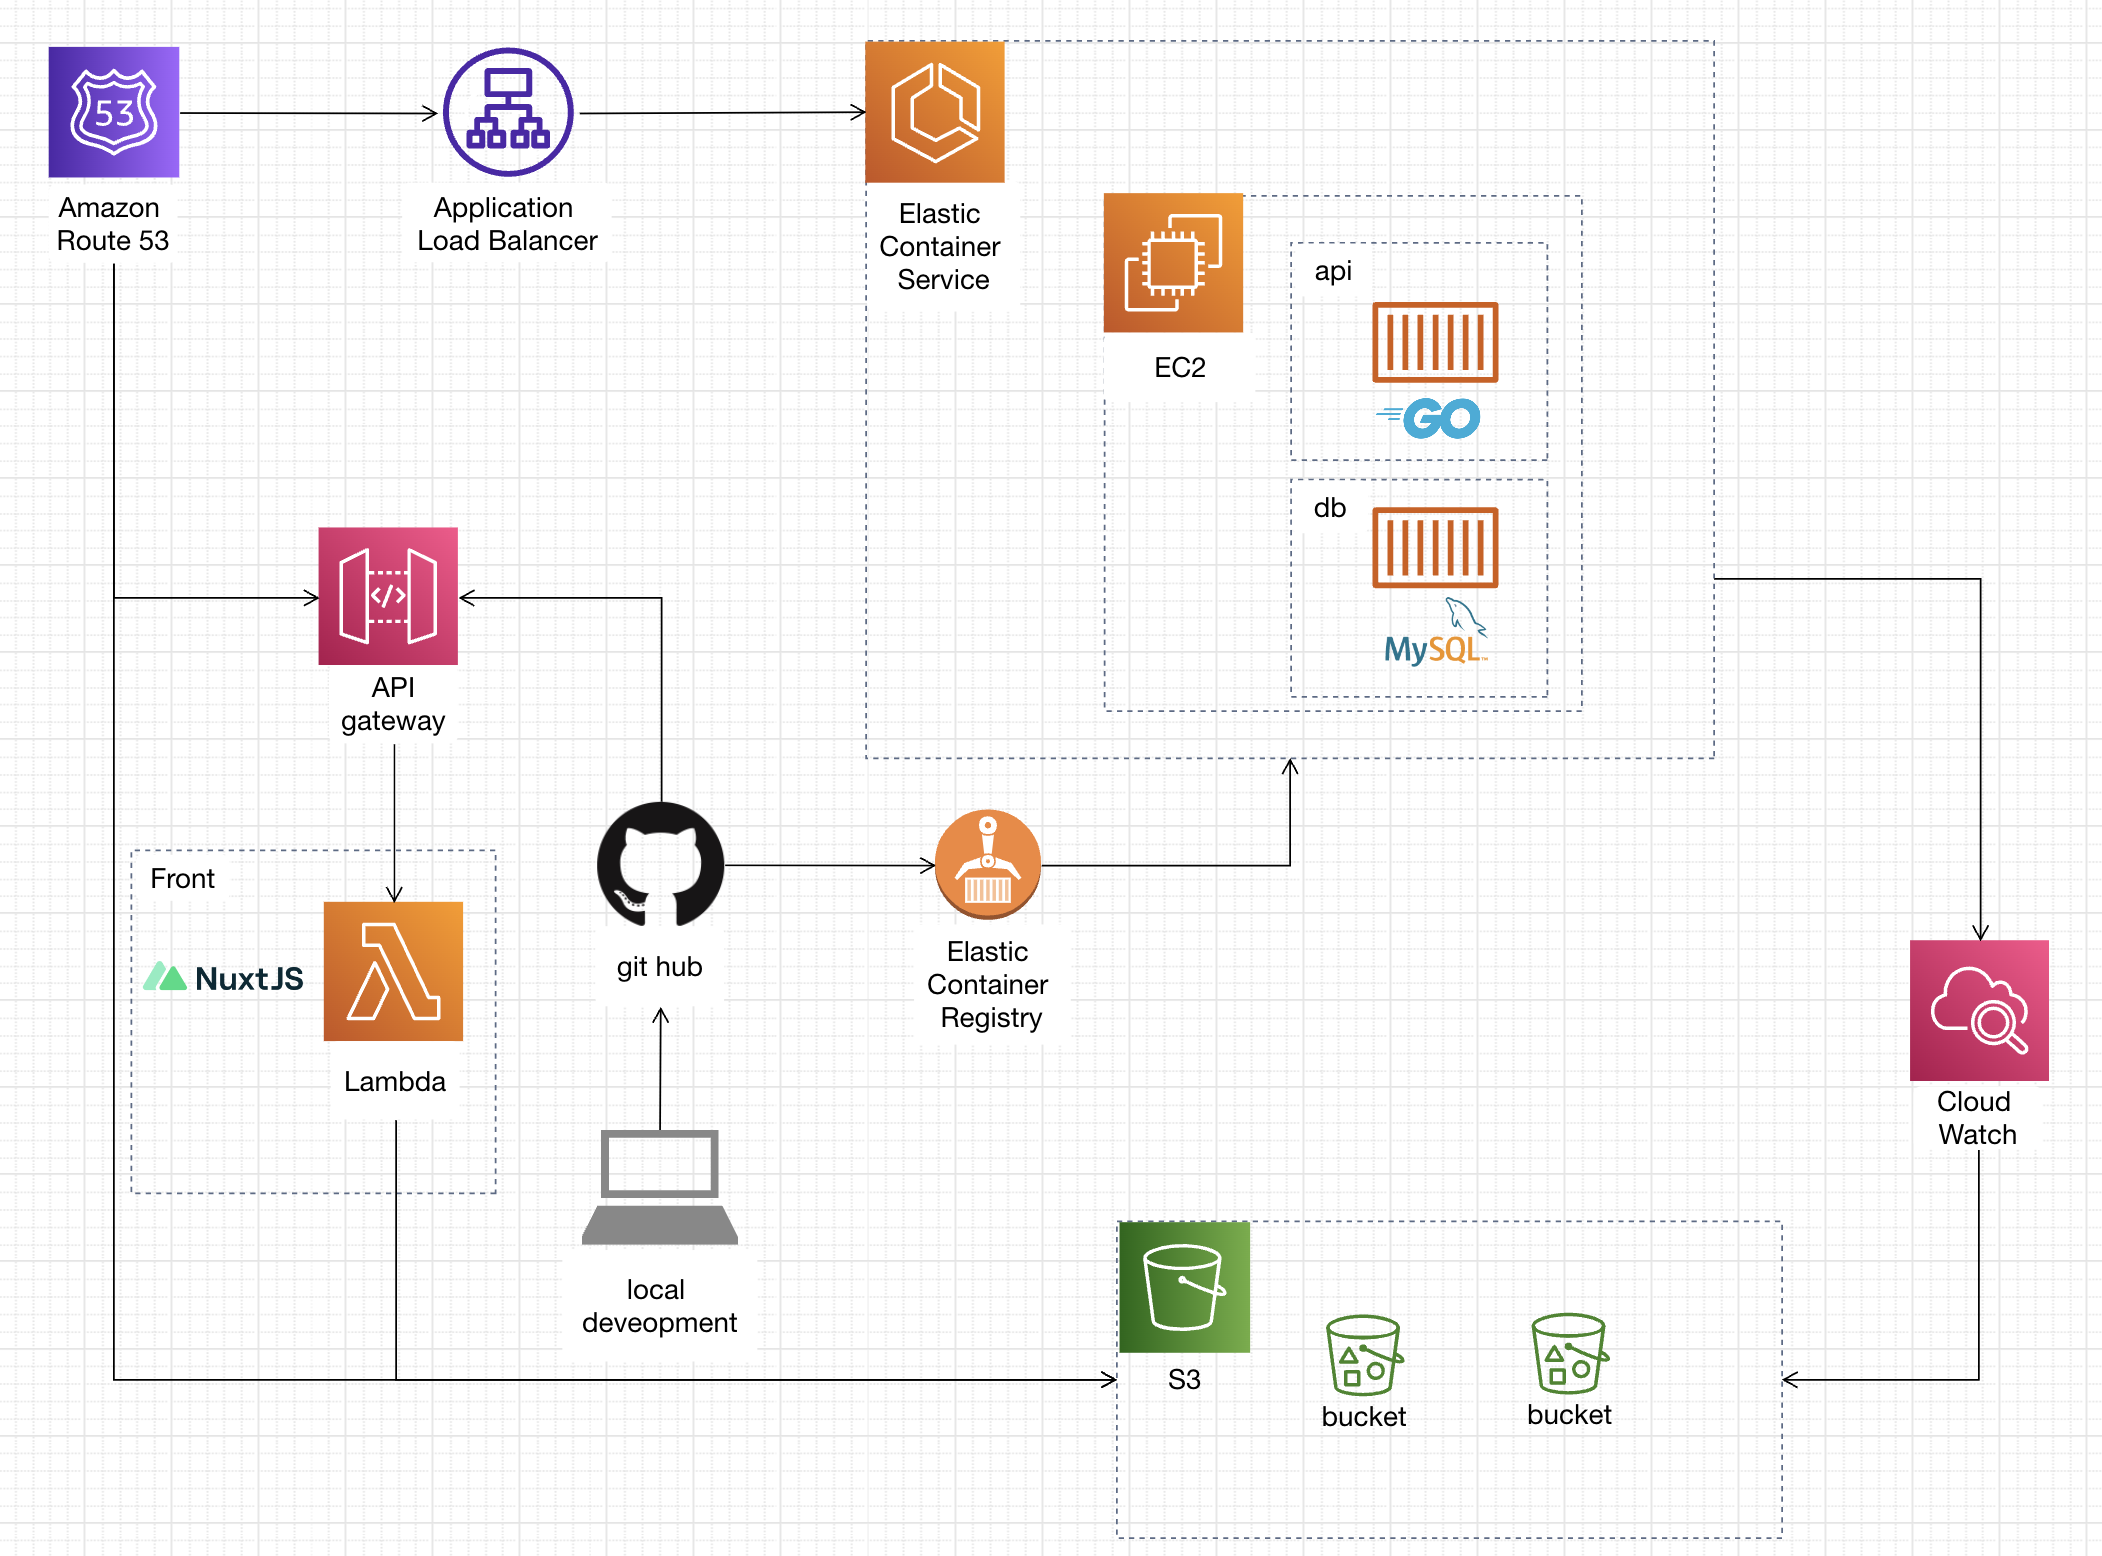 53
Amazon
Route 53
Application
Load Balancer
Elastic
Container
Service
EC2
api
GO
db
MySQL™
API
gateway
</>
Front
NuxtJS
Lambda
git hub
Elastic
Container
Registry
local
deveopment
Cloud
Watch
S3
bucket
bucket